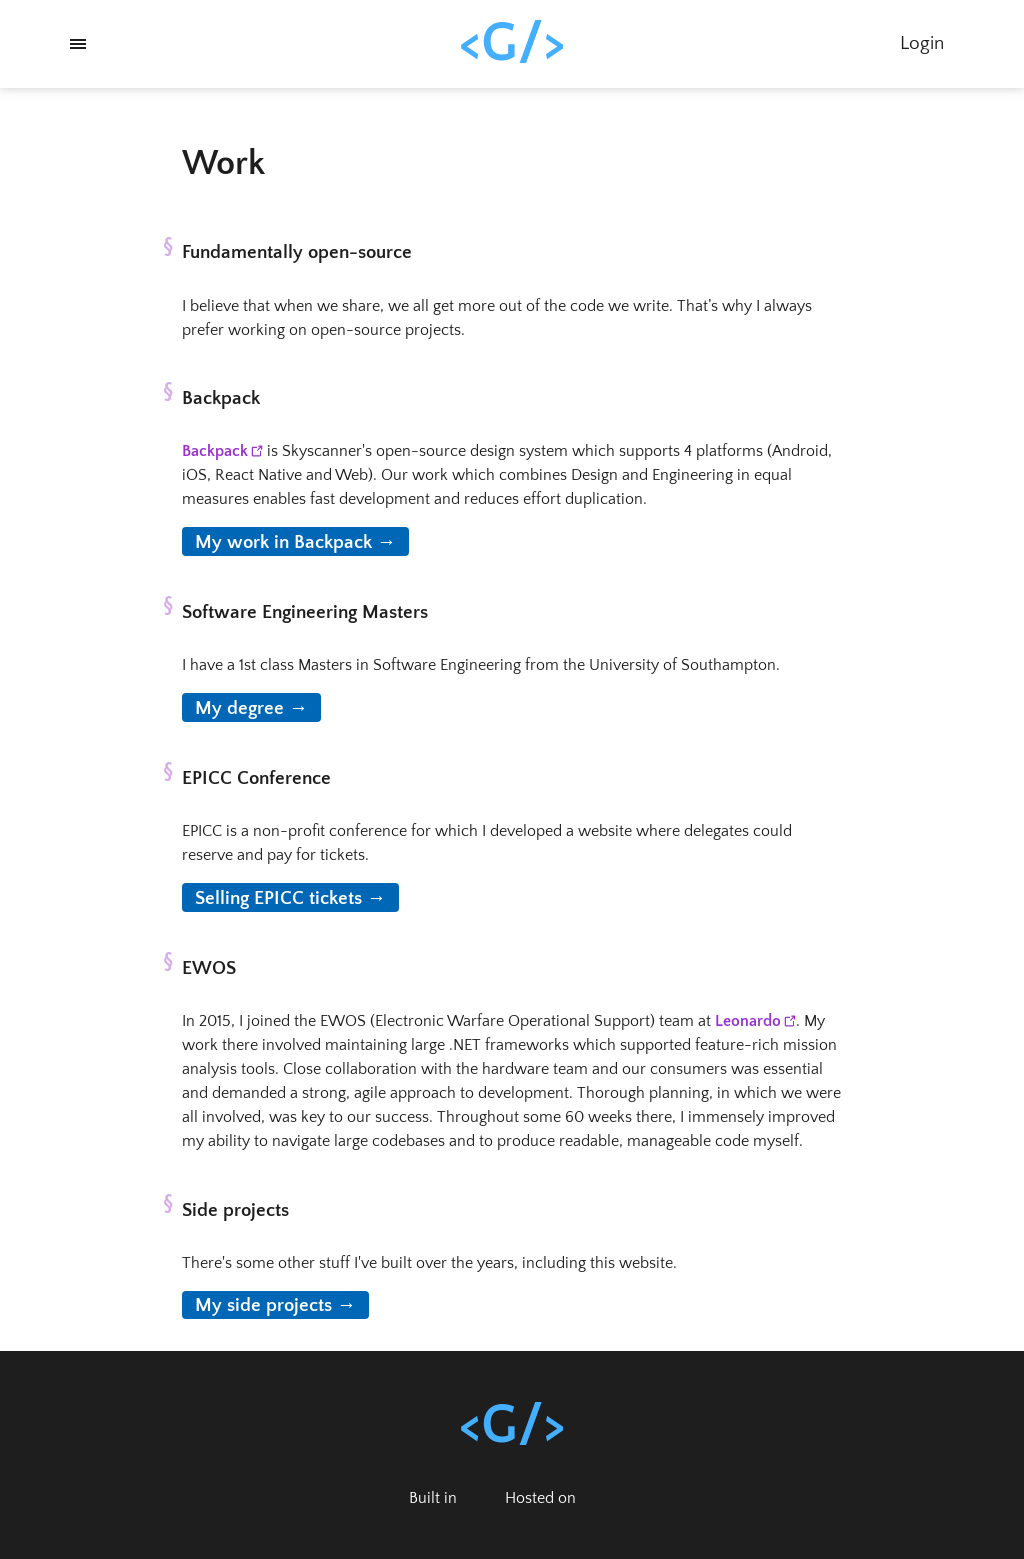 <G/>
Login
Work
§
Fundamentally open-source
I believe that when we share, we all get more out of the code we write. That's why I always
prefer working on open-source projects.
§
Backpack
Backpack is Skyscanner's open-source design system which supports 4 platforms (Android,
iOS, React Native and Web). Our work which combines Design and Engineering in equal
measures enables fast development and reduces effort duplication.
My work in Backpack →
§
Software Engineering Masters
I have a 1st class Masters in Software Engineering from the University of Southampton.
My degree →
§
EPICC Conference
EPICC is a non-profit conference for which I developed a website where delegates could
reserve and pay for tickets.
Selling EPICC tickets →
§
EWOS
In 2015, I joined the EWOS (Electronic Warfare Operational Support) team at Leonardo. My
work there involved maintaining large .NET frameworks which supported feature-rich mission
analysis tools. Close collaboration with the hardware team and our consumers was essential
and demanded a strong, agile approach to development. Thorough planning, in which we were
all involved, was key to our success. Throughout some 60 weeks there, I immensely improved
my ability to navigate large codebases and to produce readable, manageable code myself.
§
Side projects
There's some other stuff I've built over the years, including this website.
My side projects →
<G/>
Built in
Hosted on